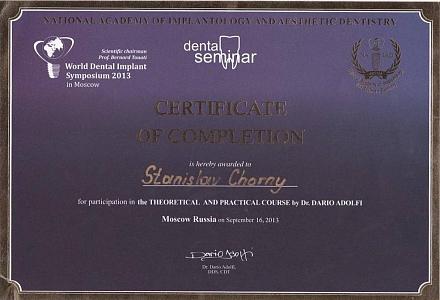 NATIONAL ACADEMY OF IMPLANTOLOGY AND AESTHETIC DENTISTRY
Scientific chairman
Prof. Bernard Touati
World Dental Implant
Symposium 2013
in Moscow
dental
seminar
CERTIFICATE
OF COMPLETION
is hereby awarded to
Stanislav Chorny
for participation in the THEORETICAL AND PRACTICAL COURSE by Dr. DARIO ADOLFI
Moscow Russia on September 16, 2013
Dario Adolfi
Dr. Dario Adolfi,
DDS, CDT